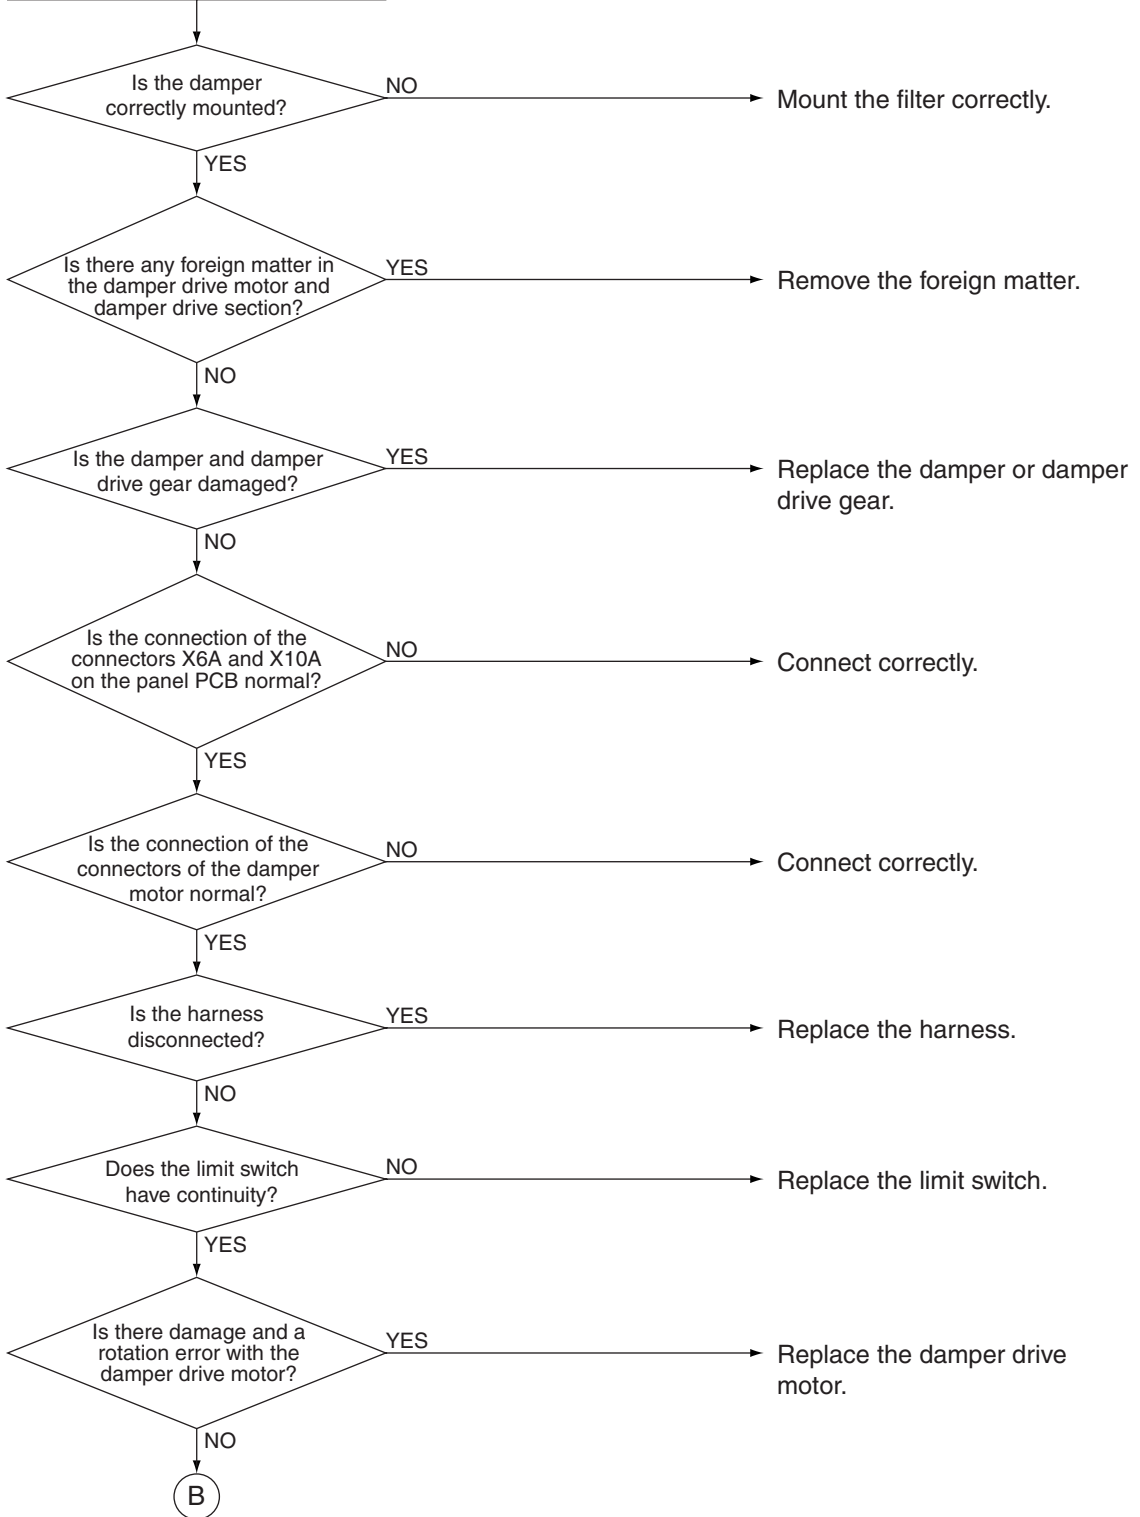 Is the damper
correctly mounted?
NO
Mount the filter correctly.
YES
Is there any foreign matter in
the damper drive motor and
damper drive section?
YES
Remove the foreign matter.
NO
Is the damper and damper
drive gear damaged?
YES
Replace the damper or damper
drive gear.
NO
Is the connection of the
connectors X6A and X10A
on the panel PCB normal?
NO
Connect correctly.
YES
Is the connection of the
connectors of the damper
motor normal?
NO
Connect correctly.
YES
Is the harness
disconnected?
YES
Replace the harness.
NO
Does the limit switch
have continuity?
NO
Replace the limit switch.
YES
Is there damage and a
rotation error with the
damper drive motor?
YES
Replace the damper drive
motor.
NO
B